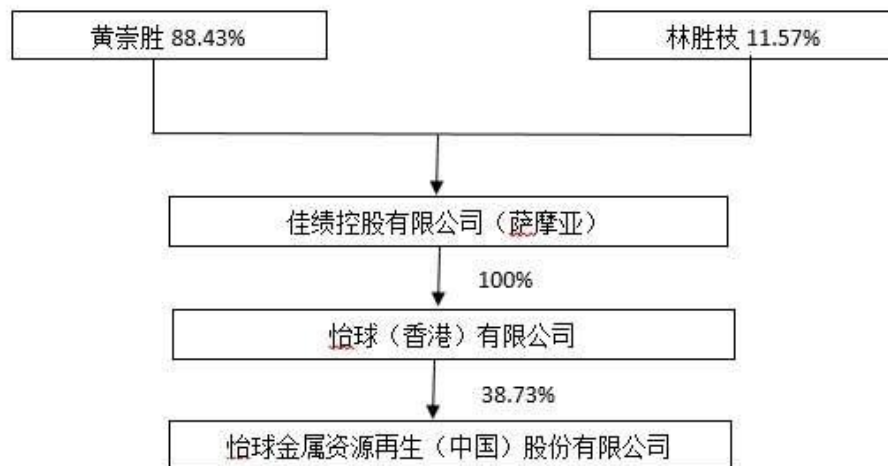 黄崇胜 88.43%
林胜枝 11.57%
佳绩控股有限公司（萨摩亚）
100%
怡球（香港）有限公司
38.73%
怡球金属资源再生（中国）股份有限公司